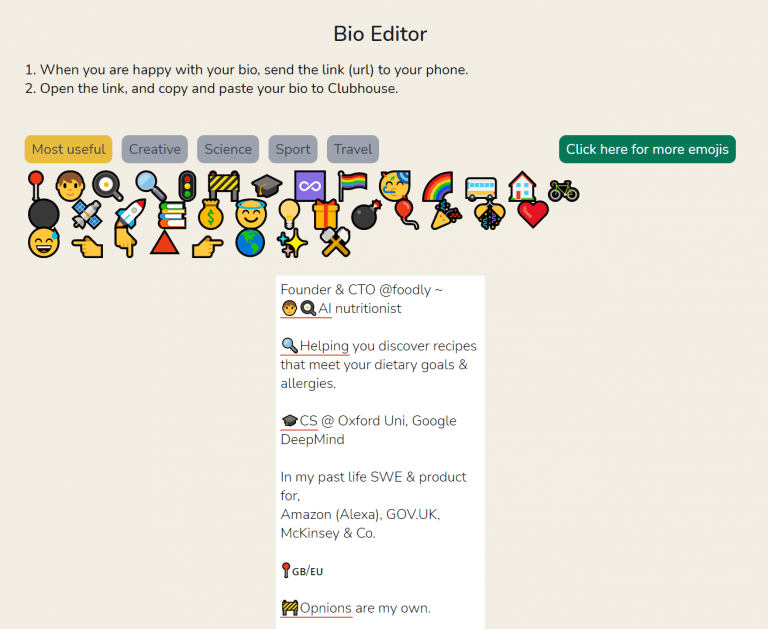 Bio Editor
1. When you are happy with your bio, send the link (url) to your phone.
2. Open the link, and copy and paste your bio to Clubhouse.
Most useful Creative Science Sport Travel Click here for more emojis
Founder & CTO @foodly ~
🧑🍳AI nutritionist
🔍Helping you discover recipes
that meet your dietary goals &
allergies.
🎓CS @ Oxford Uni, Google
DeepMind
In my past life SWE & product
for,
Amazon (Alexa), GOV.UK,
McKinsey & Co.
📍GB/EU
🚧Opnions are my own.